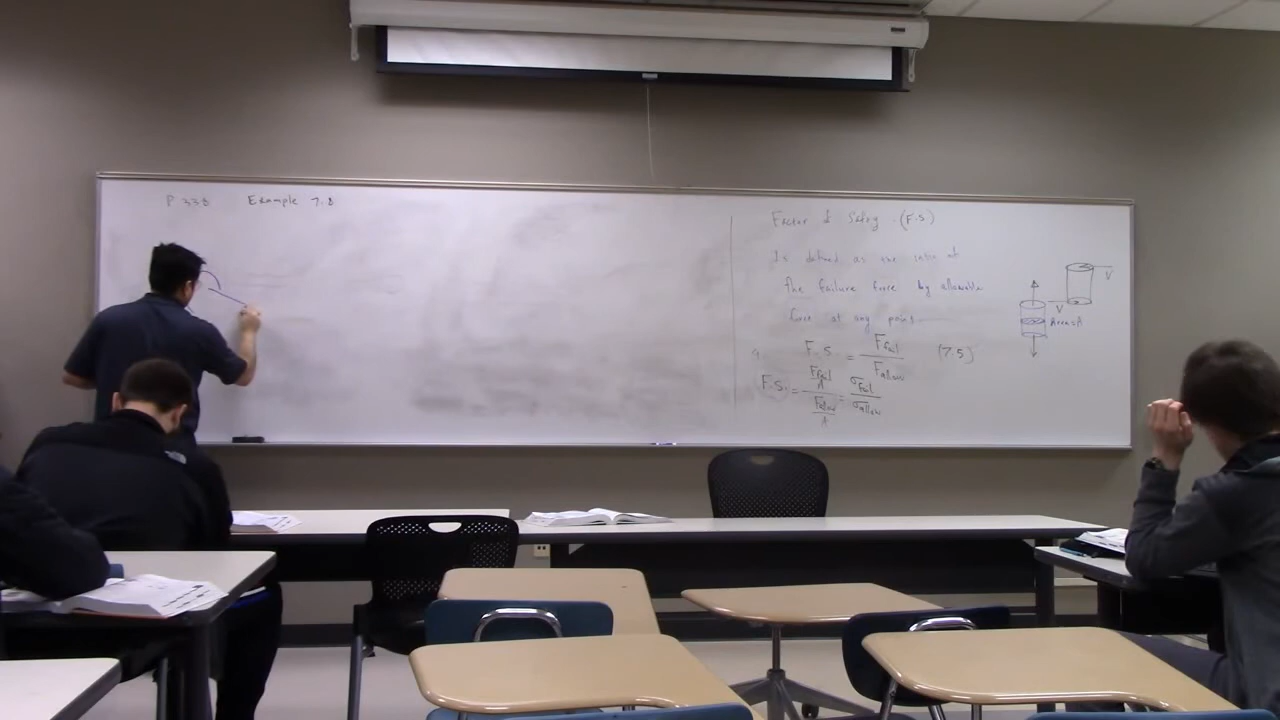 P 338 Example 7.8
Factor of Safety (F.S)
Is defined as the ratio of
the failure force by allowable
force at any point.
F.S. = Ffail / Fallow (7.5)
F.S. = Ffail/A / Fallow/A = σfail / σallow
V
V
Area = A